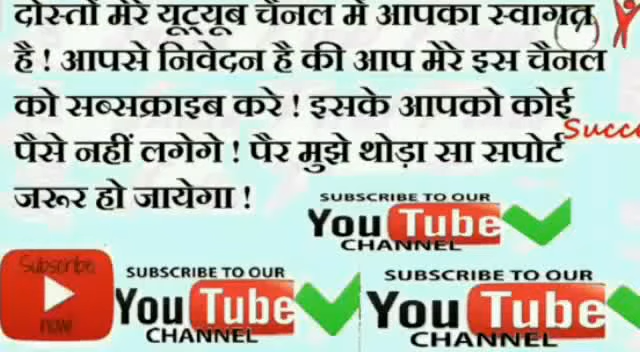 दोस्तों मेरे यूट्यूब चैनल मे आपका स्वागत
है ! आपसे निवेदन है की आप मेरे इस चैनल
को सब्सक्राइब करे ! इसके आपको कोई
Succe
पैसे नहीं लगेगे ! पैर मुझे थोड़ा सा सपोर्ट
जरूर हो जायेगा !
SUBSCRIBE TO OUR
YouTube
CHANNEL
Subscribe
now
SUBSCRIBE TO OUR
YouTube
CHANNEL
SUBSCRIBE TO OUR
YouTube
CHANNEL